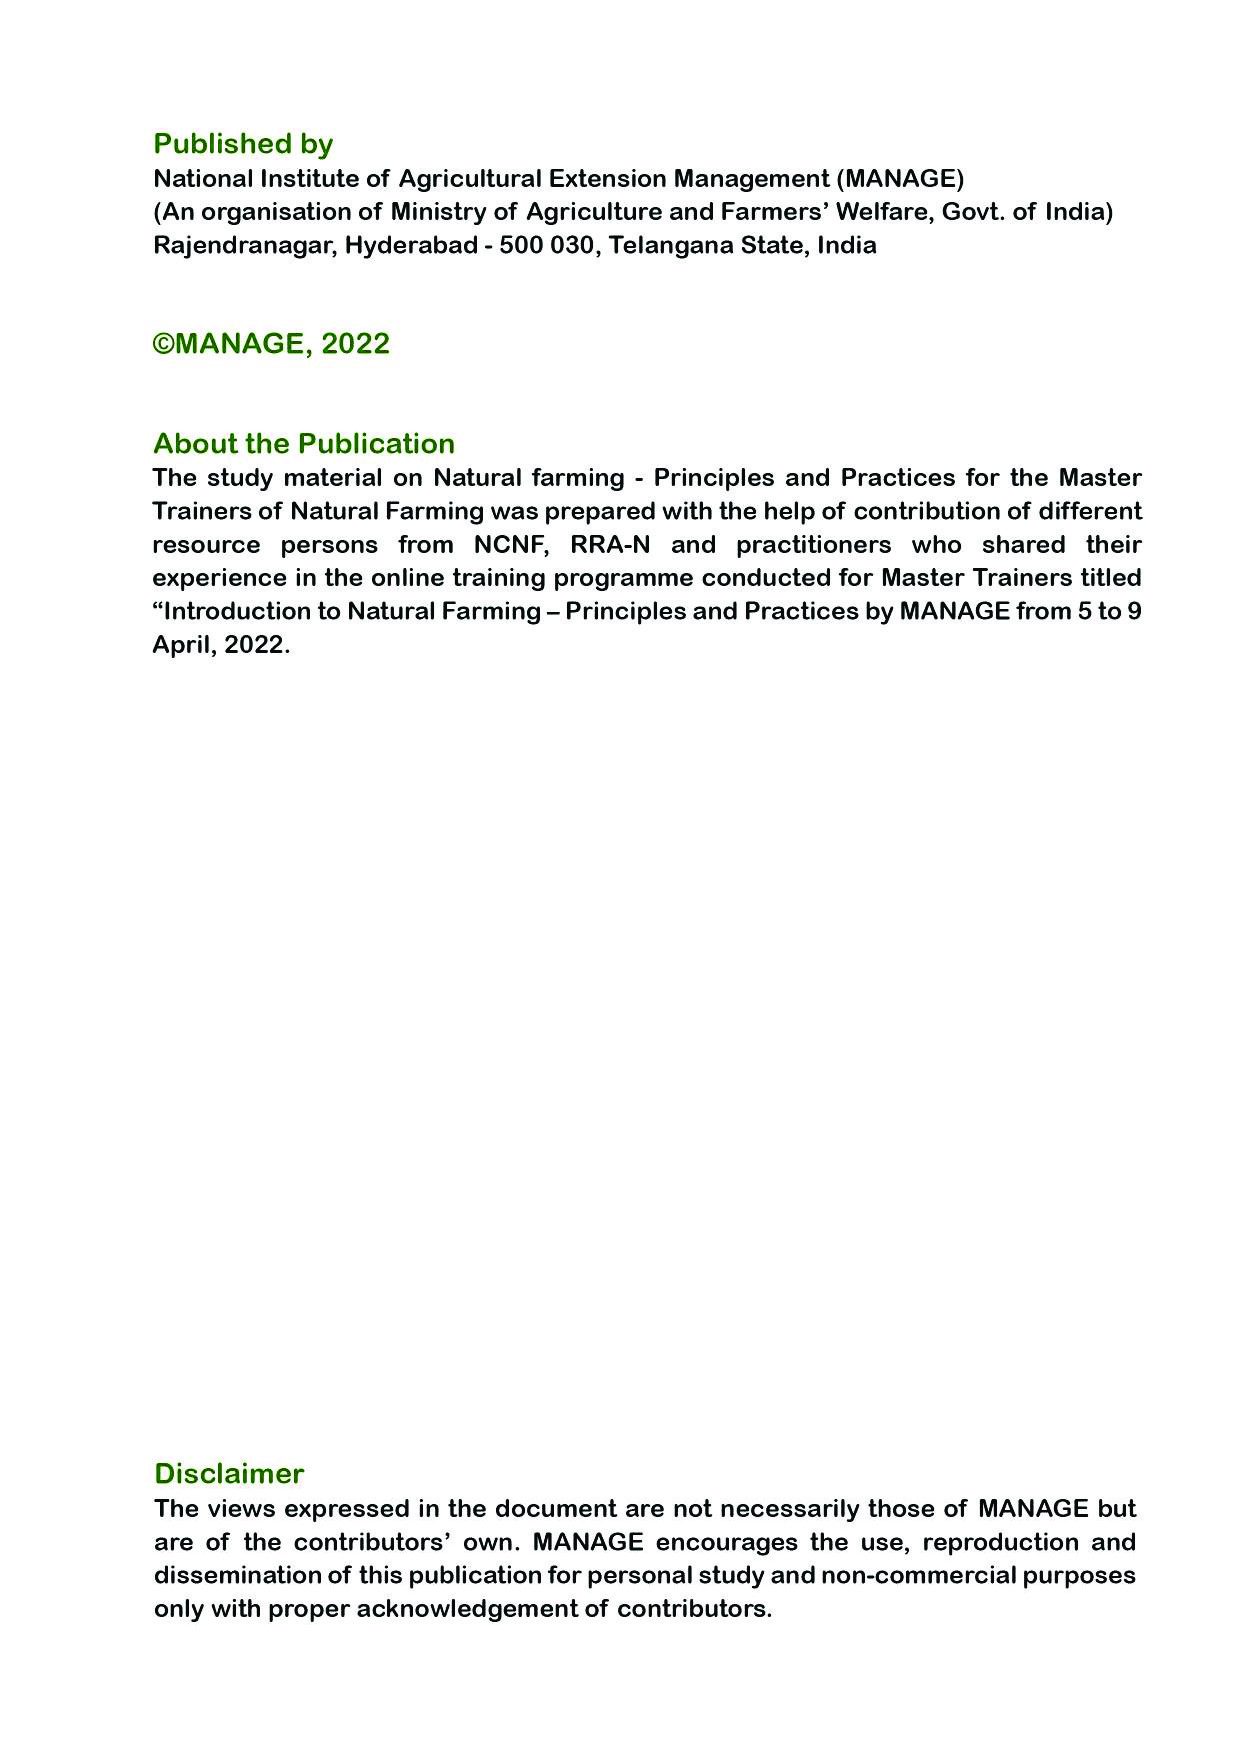 Published by
National Institute of Agricultural Extension Management (MANAGE)
(An organisation of Ministry of Agriculture and Farmers’ Welfare, Govt. of India)
Rajendranagar, Hyderabad - 500 030, Telangana State, India
©MANAGE, 2022
About the Publication
The study material on Natural farming - Principles and Practices for the Master
Trainers of Natural Farming was prepared with the help of contribution of different
resource persons from NCNF, RRA-N and practitioners who shared their
experience in the online training programme conducted for Master Trainers titled
“Introduction to Natural Farming – Principles and Practices by MANAGE from 5 to 9
April, 2022.
Disclaimer
The views expressed in the document are not necessarily those of MANAGE but
are of the contributors’ own. MANAGE encourages the use, reproduction and
dissemination of this publication for personal study and non-commercial purposes
only with proper acknowledgement of contributors.